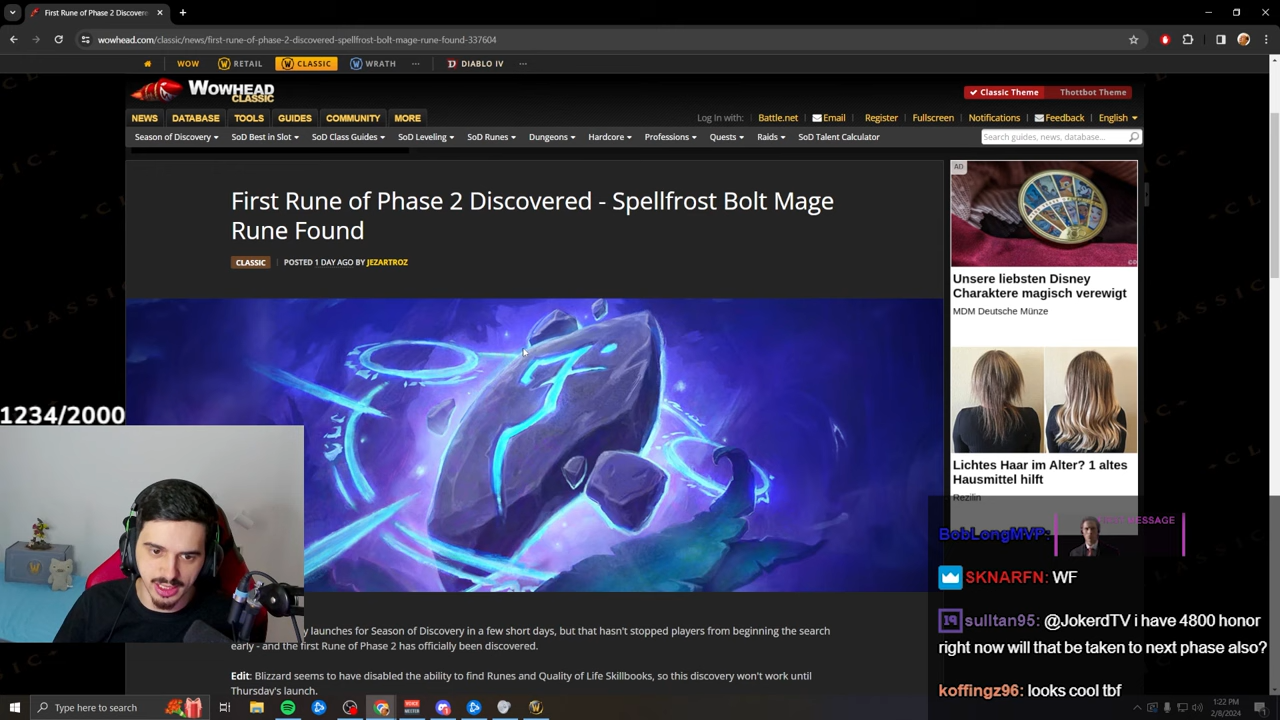 First Rune of Phase 2 Discovere
wowhead.com/classic/news/first-rune-of-phase-2-discovered-spellfrost-bolt-mage-rune-found-337604
WOW RETAIL CLASSIC WRATH ... DIABLO IV ...
WOWHEAD
CLASSIC
Classic Theme Thottbot Theme
NEWS DATABASE TOOLS GUIDES COMMUNITY MORE
Log In with: Battle.net Email Register Fullscreen Notifications Feedback English
Season of Discovery SoD Best in Slot SoD Class Guides SoD Leveling SoD Runes Dungeons Hardcore Professions Quests Raids SoD Talent Calculator
Search guides, news, database...
AD
First Rune of Phase 2 Discovered - Spellfrost Bolt Mage
Rune Found
CLASSIC POSTED 1 DAY AGO BY JEZARTROZ
Unsere liebsten Disney
Charaktere magisch verewigt
MDM Deutsche Münze
Lichtes Haar im Alter? 1 altes
Hausmittel hilft
Rezilin
1234/2000
y launches for Season of Discovery in a few short days, but that hasn't stopped players from beginning the search
early - and the first Rune of Phase 2 has officially been discovered.
Edit: Blizzard seems to have disabled the ability to find Runes and Quality of Life Skillbooks, so this discovery won't work until
Thursday's launch.
MESSAGE
BobLongMVP:
SKNARFN: WF
sulltan95: @JokerdTV i have 4800 honor
right now will that be taken to next phase also?
koffingz96: looks cool tbf
Type here to search
1:22 PM
2/8/2024